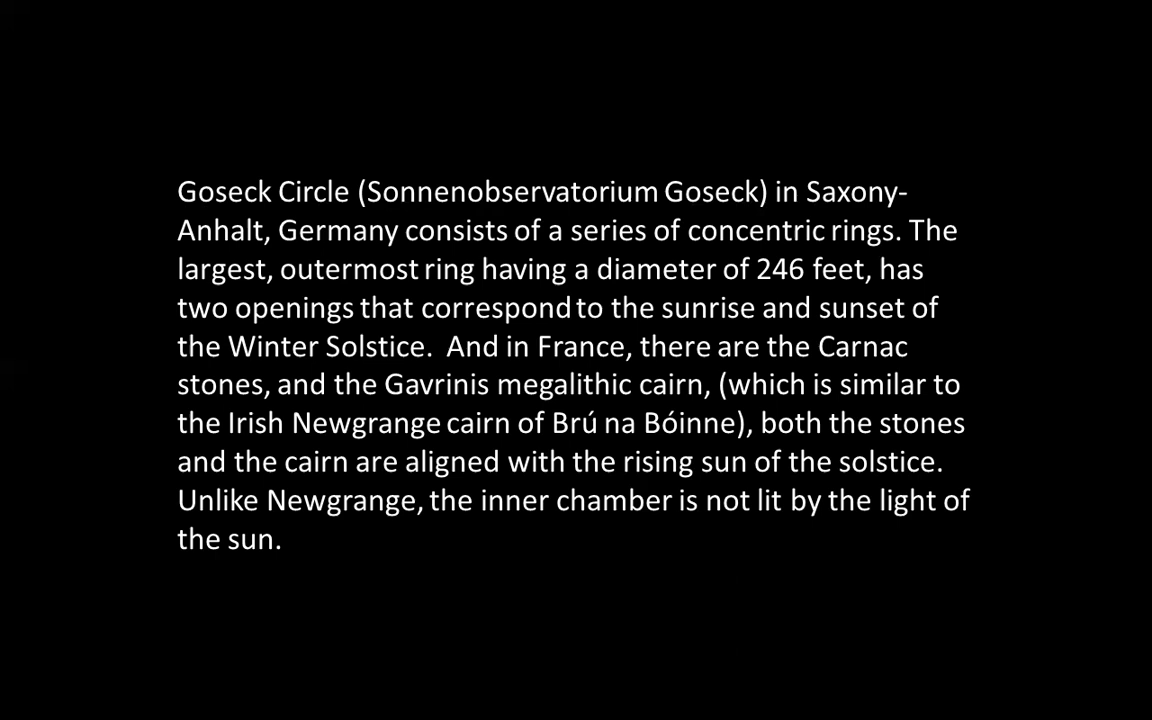 Goseck Circle (Sonnenobservatorium Goseck) in Saxony-
Anhalt, Germany consists of a series of concentric rings. The
largest, outermost ring having a diameter of 246 feet, has
two openings that correspond to the sunrise and sunset of
the Winter Solstice.  And in France, there are the Carnac
stones, and the Gavrinis megalithic cairn, (which is similar to
the Irish Newgrange cairn of Brú na Bóinne), both the stones
and the cairn are aligned with the rising sun of the solstice.
Unlike Newgrange, the inner chamber is not lit by the light of
the sun.